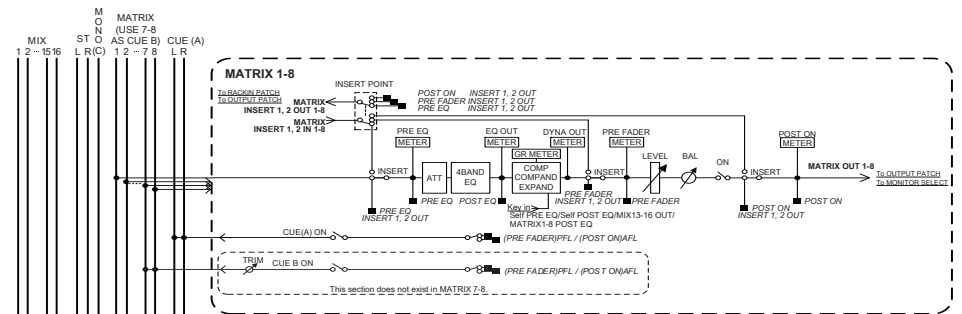 M
O
N
O
(C)
MIX
1 2 ··· 15 16
ST
L R
MATRIX
(USE 7-8
AS CUE B)
1 2 ··· 7 8
CUE (A)
L R
MATRIX 1-8
INSERT POINT
To RACKIN PATCH
To OUTPUT PATCH
MATRIX
INSERT 1, 2 OUT 1-8
MATRIX
INSERT 1, 2 IN 1-8
POST ON INSERT 1, 2 OUT
PRE FADER INSERT 1, 2 OUT
PRE EQ INSERT 1, 2 OUT
PRE EQ
METER
EQ OUT
METER
DYNA OUT
METER
PRE FADER
METER
POST ON
METER
GR METER
INSERT
ATT
4BAND
EQ
COMP
COMPAND
EXPAND
INSERT
LEVEL
BAL
ON
INSERT
MATRIX OUT 1-8
To OUTPUT PATCH
To MONITOR SELECT
PRE EQ
INSERT 1, 2 OUT
PRE EQ
POST EQ
Key in
Self PRE EQ/Self POST EQ/MIX13-16 OUT/
MATRIX1-8 POST EQ
PRE FADER
INSERT 1, 2 OUT
PRE FADER
POST ON
INSERT 1, 2 OUT
POST ON
CUE(A) ON
(PRE FADER)PFL / (POST ON)AFL
TRIM
CUE B ON
(PRE FADER)PFL / (POST ON)AFL
This section does not exist in MATRIX 7-8.